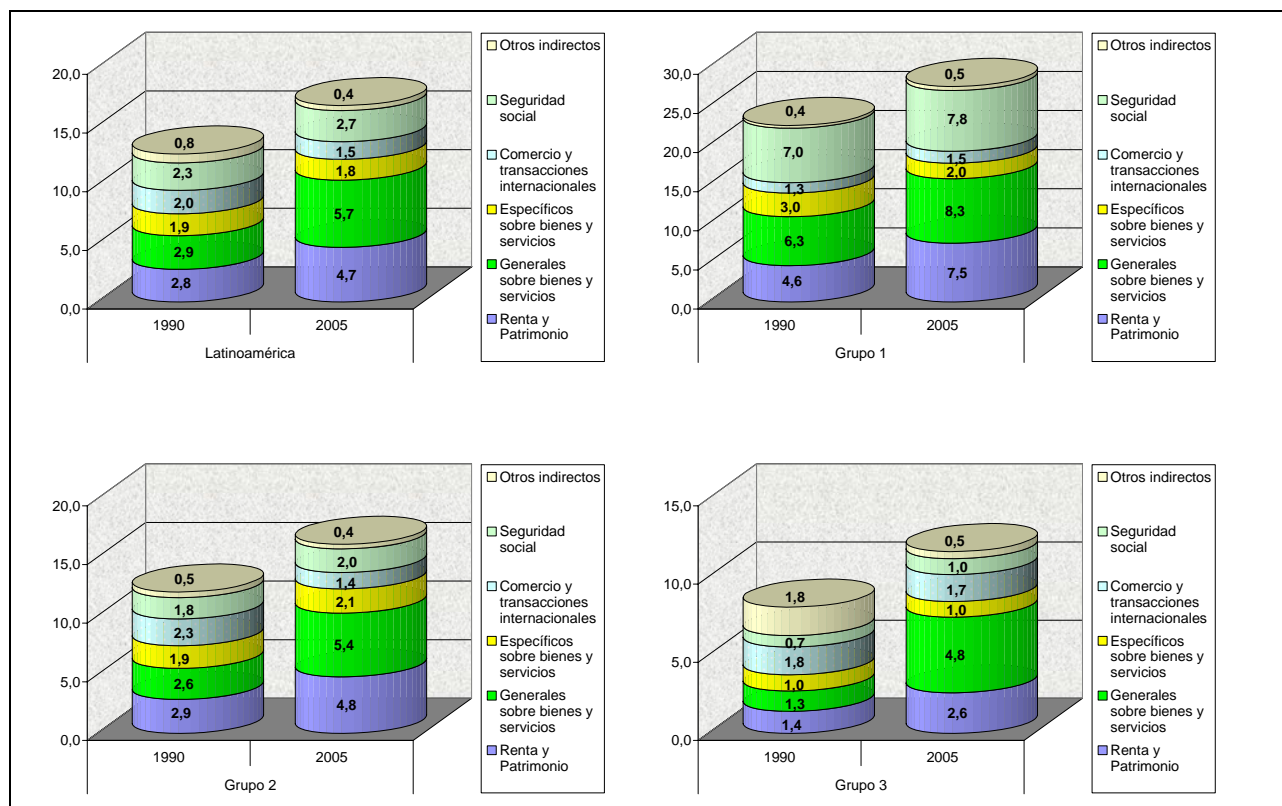 20,0
15,0
10,0
5,0
0,0
0,8
2,3
2,0
1,9
2,9
2,8
0,4
2,7
1,5
1,8
5,7
4,7
1990
2005
Latinoamérica
Otros indirectos
Seguridad
social
Comercio y
transacciones
internacionales
Específicos
sobre bienes y
servicios
Generales
sobre bienes y
servicios
Renta y
Patrimonio
30,0
25,0
20,0
15,0
10,0
5,0
0,0
0,4
7,0
1,3
3,0
6,3
4,6
0,5
7,8
1,5
2,0
8,3
7,5
1990
2005
Grupo 1
Otros indirectos
Seguridad
social
Comercio y
transacciones
internacionales
Específicos
sobre bienes y
servicios
Generales
sobre bienes y
servicios
Renta y
Patrimonio
20,0
15,0
10,0
5,0
0,0
0,5
1,8
2,3
1,9
2,6
2,9
0,4
2,0
1,4
2,1
5,4
4,8
1990
2005
Grupo 2
Otros indirectos
Seguridad
social
Comercio y
transacciones
internacionales
Específicos
sobre bienes y
servicios
Generales
sobre bienes y
servicios
Renta y
Patrimonio
15,0
10,0
5,0
0,0
1,8
0,7
1,8
1,0
1,3
1,4
0,5
1,0
1,7
1,0
4,8
2,6
1990
2005
Grupo 3
Otros indirectos
Seguridad
social
Comercio y
transacciones
internacionales
Específicos
sobre bienes y
servicios
Generales
sobre bienes y
servicios
Renta y
Patrimonio